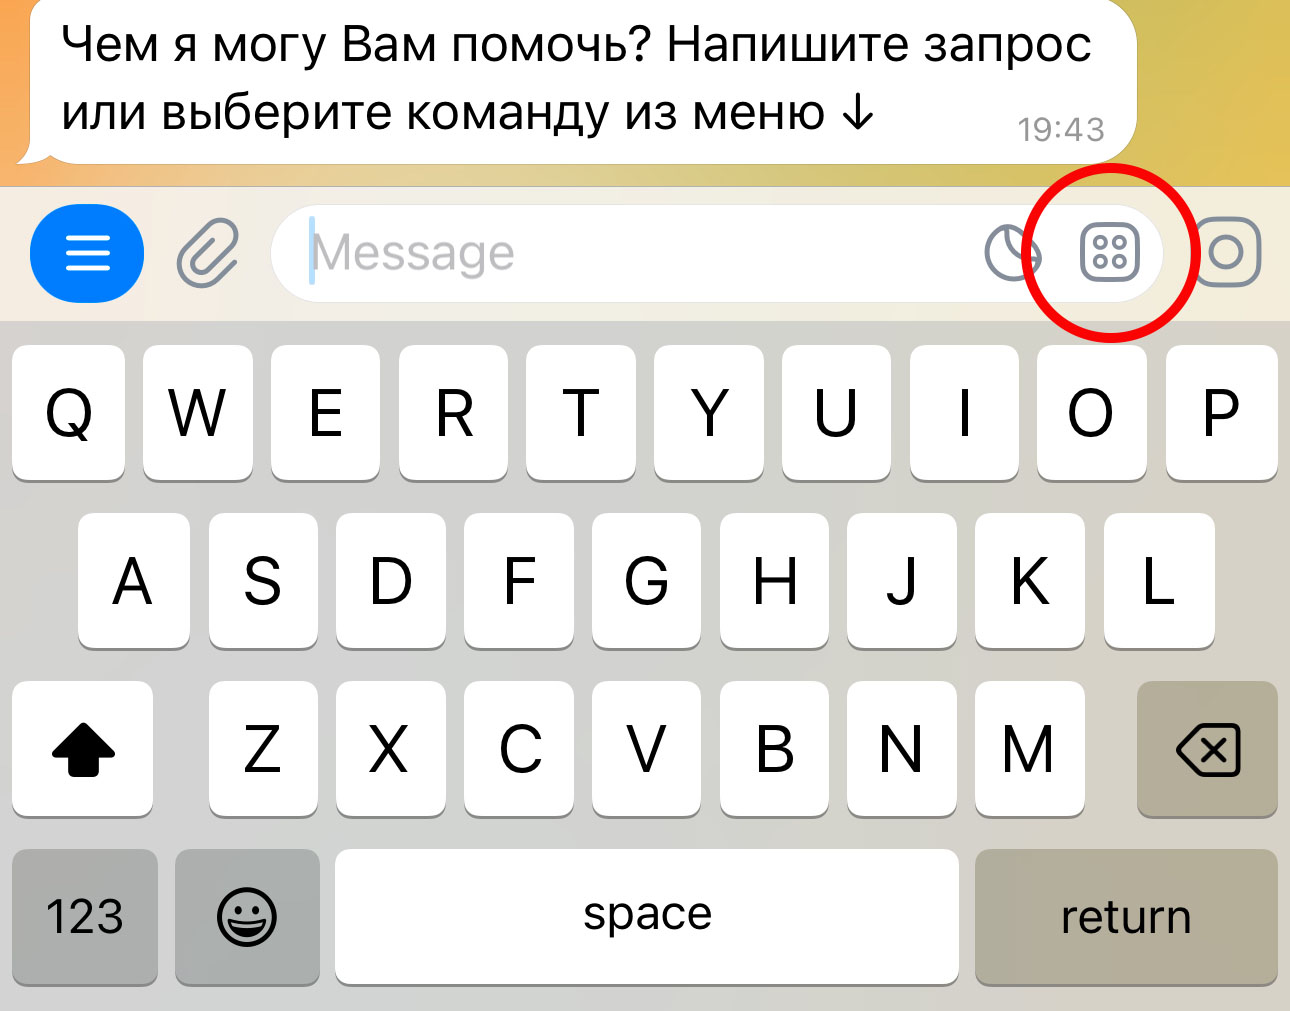 Чем я могу Вам помочь? Напишите запрос
или выберите команду из меню ↓
19:43
Message
Q W E R T Y U I O P
A S D F G H J K L
Z X C V B N M
123 space return